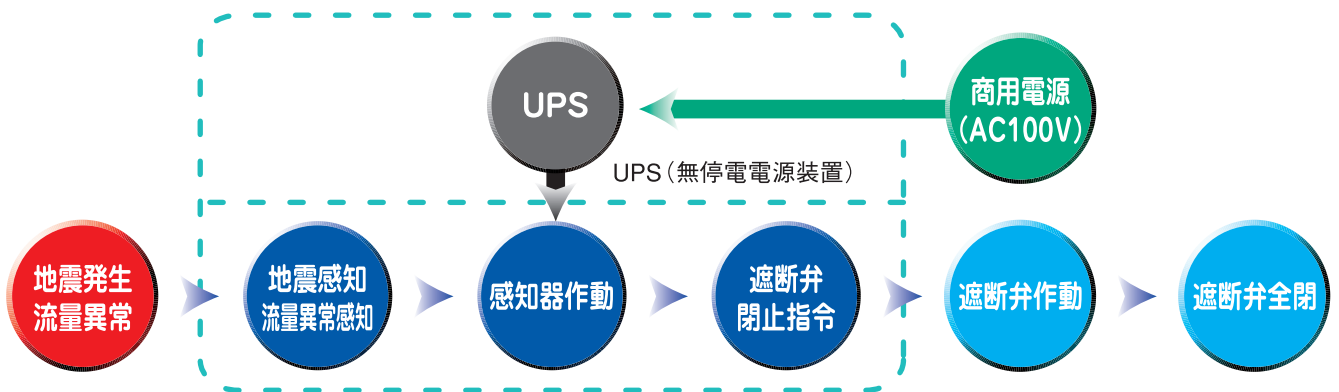 UPS
商用電源
(AC100V)
UPS(無停電電源装置)
地震発生
流量異常
地震感知
流量異常感知
感知器作動
遮断弁
閉止指令
遮断弁作動
遮断弁全閉